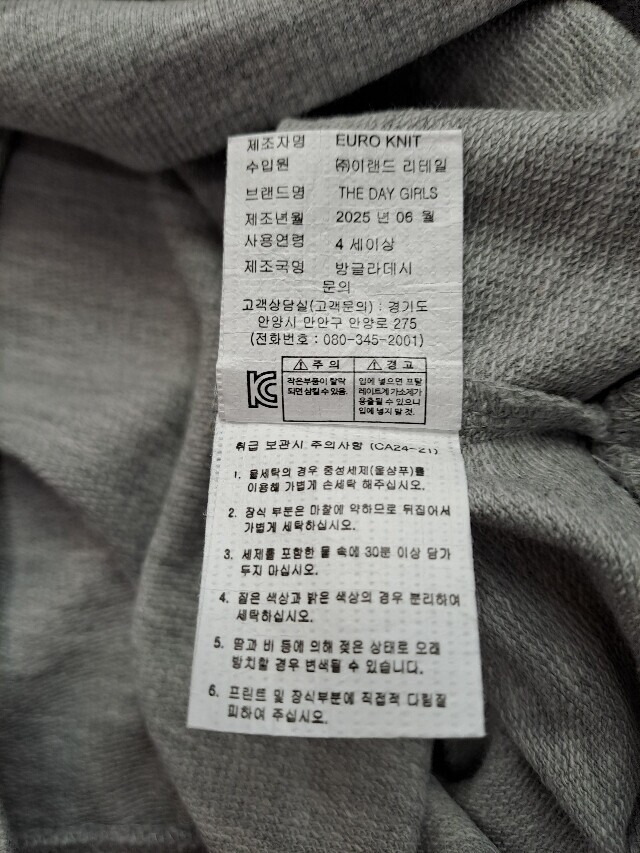 제조자명 EURO KNIT
수입원 ㈜이랜드 리테일
브랜드명 THE DAY GIRLS
제조년월 2025 년 06 월
사용연령 4 세이상
제조국명 방글라데시
문의
고객상담실(고객문의) : 경기도
안양시 만안구 안양로 275
(전화번호 : 080-345-2001)
⚠ 주 의
작은부품이 탈락
되면 삼킬 수 있음.
⚠ 경 고
입에 넣으면 프탈
레이트계 가소제가
용출될 수 있으니
입에 넣지 말 것.
취급 보관시 주의사항 (CA24-21)
1. 물세탁의 경우 중성세제(울샴푸)를
이용해 가볍게 손세탁 해주십시오.
2. 장식 부분은 마찰에 약하므로 뒤집어서
가볍게 세탁하십시오.
3. 세제를 포함한 물 속에 30분 이상 담가
두지 마십시오.
4. 짙은 색상과 밝은 색상의 경우 분리하여
세탁하십시오.
5. 땀과 비 등에 의해 젖은 상태로 오래
방치할 경우 변색될 수 있습니다.
6. 프린트 및 장식부분에 직접적 다림질
피하여 주십시오.